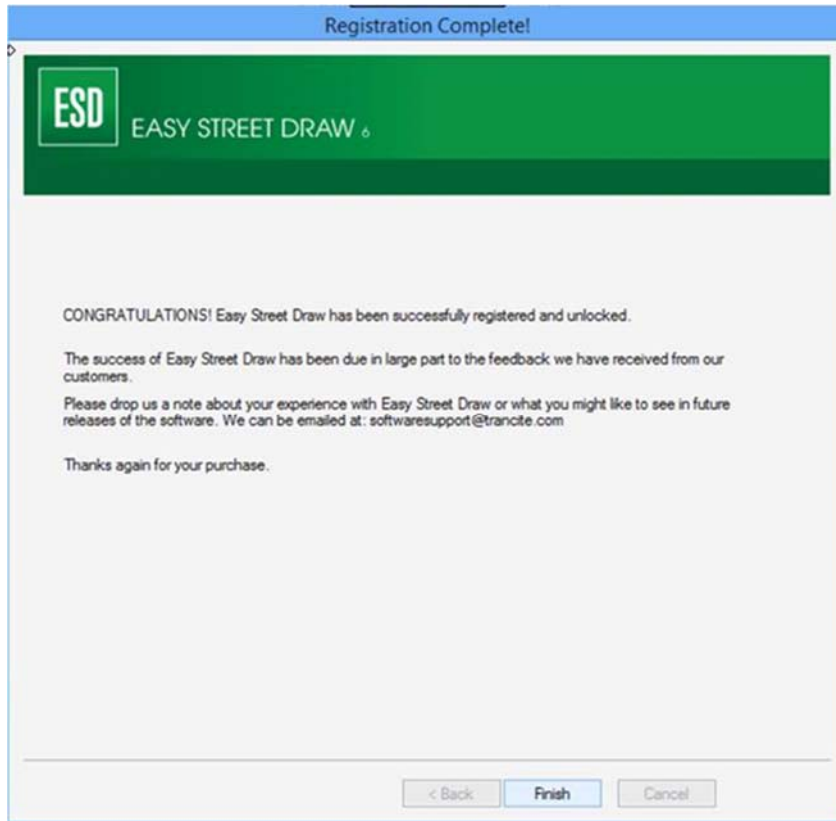 Registration Complete!
ESD
EASY STREET DRAW 6
CONGRATULATIONS! Easy Street Draw has been successfully registered and unlocked.
The success of Easy Street Draw has been due in large part to the feedback we have received from our
customers.
Please drop us a note about your experience with Easy Street Draw or what you might like to see in future
releases of the software. We can be emailed at: softwaresupport@trancite.com
Thanks again for your purchase.
< Back Finish Cancel